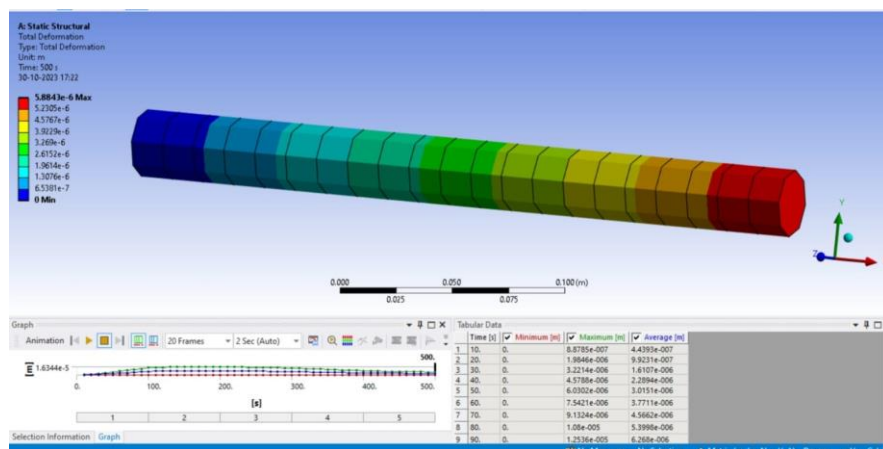 A: Static Structural
Total Deformation
Type: Total Deformation
Unit: m
Time: 500 s
30-10-2023 17:22
5.8843e-6 Max
5.2305e-6
4.5767e-6
3.9229e-6
3.269e-6
2.6152e-6
1.9614e-6
1.3076e-6
6.5381e-7
0 Min
Y
Z
0.000 0.050 0.100 (m)
0.025 0.075
Graph
Animation 20 Frames 2 Sec (Auto)
500.
1.6344e-5
[m]
0. 100. 200. 300. 400. 500.
[s]
1 2 3 4 5
Selection Information Graph
Tabular Data
Time [s] Minimum [m] Maximum [m] Average [m]
1 10. 0. 8.8785e-007 4.4393e-007
2 20. 0. 1.9846e-006 9.9231e-007
3 30. 0. 3.2214e-006 1.6107e-006
4 40. 0. 4.5788e-006 2.2894e-006
5 50. 0. 6.0302e-006 3.0151e-006
6 60. 0. 7.5421e-006 3.7711e-006
7 70. 0. 9.1324e-006 4.5662e-006
8 80. 0. 1.08e-005 5.3998e-006
9 90. 0. 1.2536e-005 6.268e-006